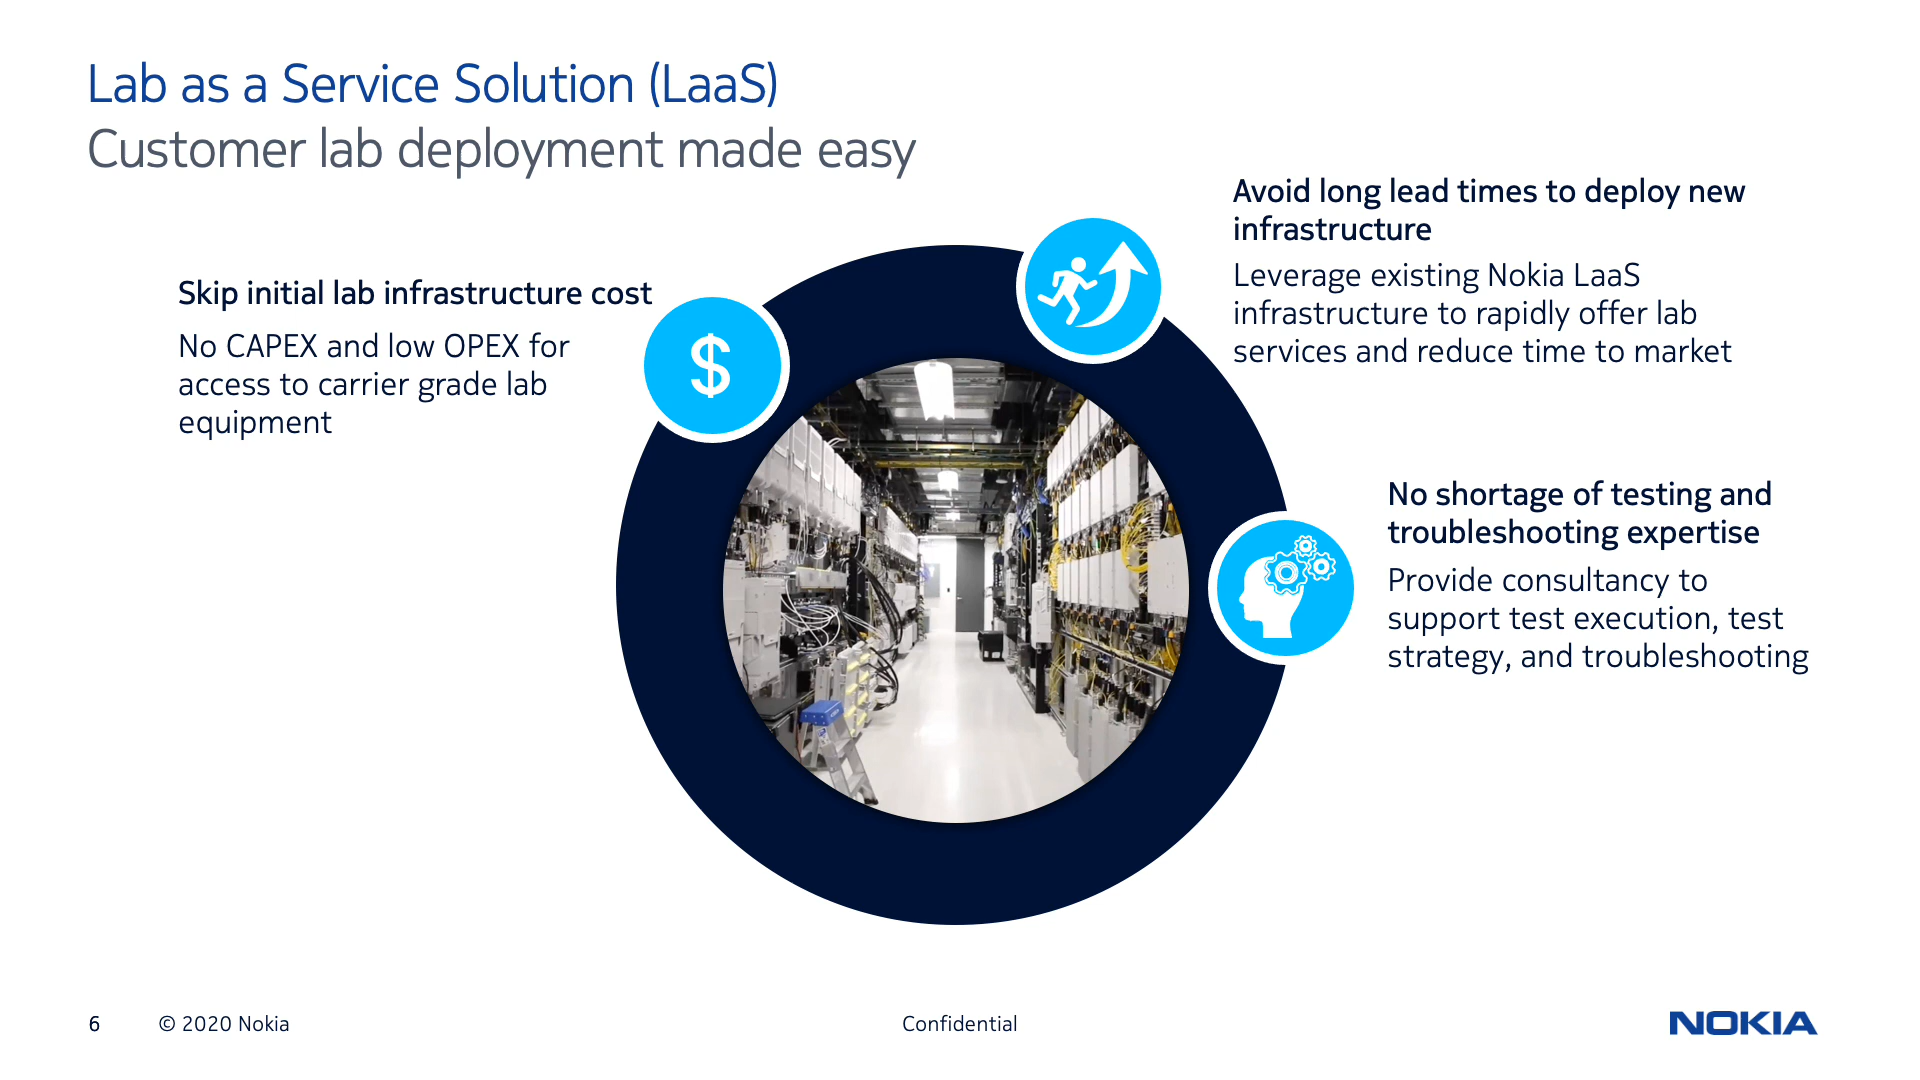 Lab as a Service Solution (LaaS)
Customer lab deployment made easy
Skip initial lab infrastructure cost
No CAPEX and low OPEX for
access to carrier grade lab
equipment
$
Avoid long lead times to deploy new
infrastructure
Leverage existing Nokia LaaS
infrastructure to rapidly offer lab
services and reduce time to market
No shortage of testing and
troubleshooting expertise
Provide consultancy to
support test execution, test
strategy, and troubleshooting
6 © 2020 Nokia Confidential NOKIA